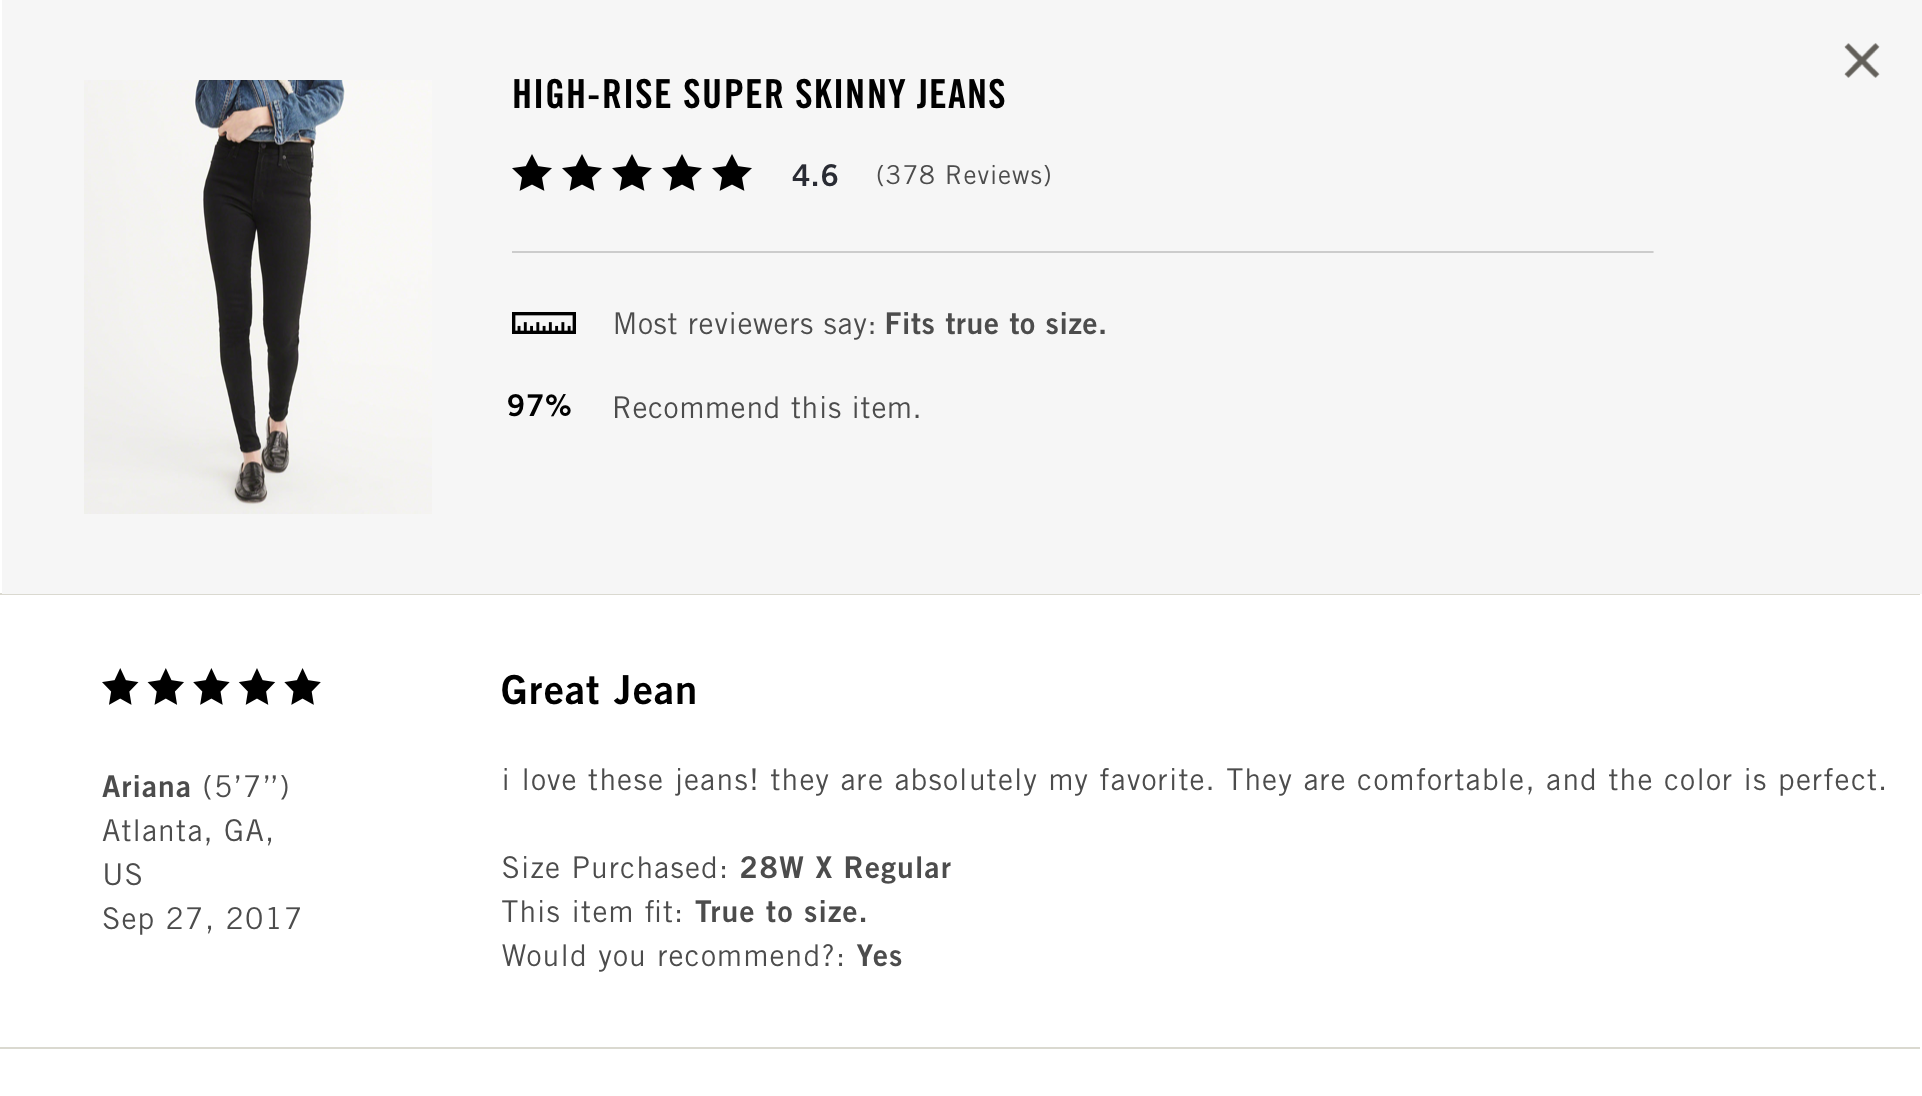 HIGH-RISE SUPER SKINNY JEANS
4.6 (378 Reviews)
Most reviewers say: Fits true to size.
97% Recommend this item.
Great Jean
Ariana (5’7’’)
Atlanta, GA,
US
Sep 27, 2017
i love these jeans! they are absolutely my favorite. They are comfortable, and the color is perfect.
Size Purchased: 28W X Regular
This item fit: True to size.
Would you recommend?: Yes